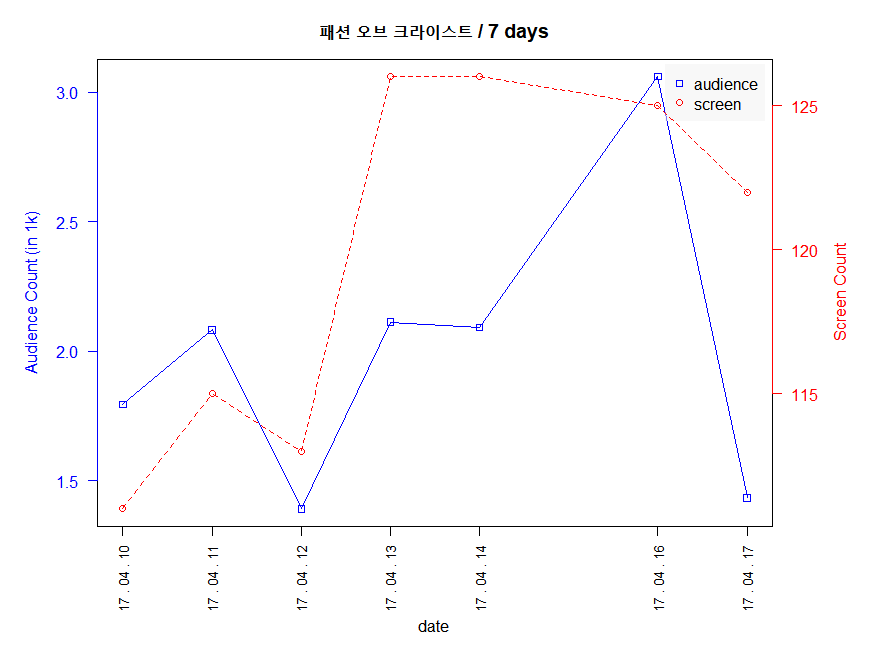 패션 오브 크라이스트 / 7 days
audience
screen
Audience Count (in 1k)
3.0
2.5
2.0
1.5
125
120
115
Screen Count
17 . 04 . 10
17 . 04 . 11
17 . 04 . 12
17 . 04 . 13
17 . 04 . 14
17 . 04 . 16
17 . 04 . 17
date